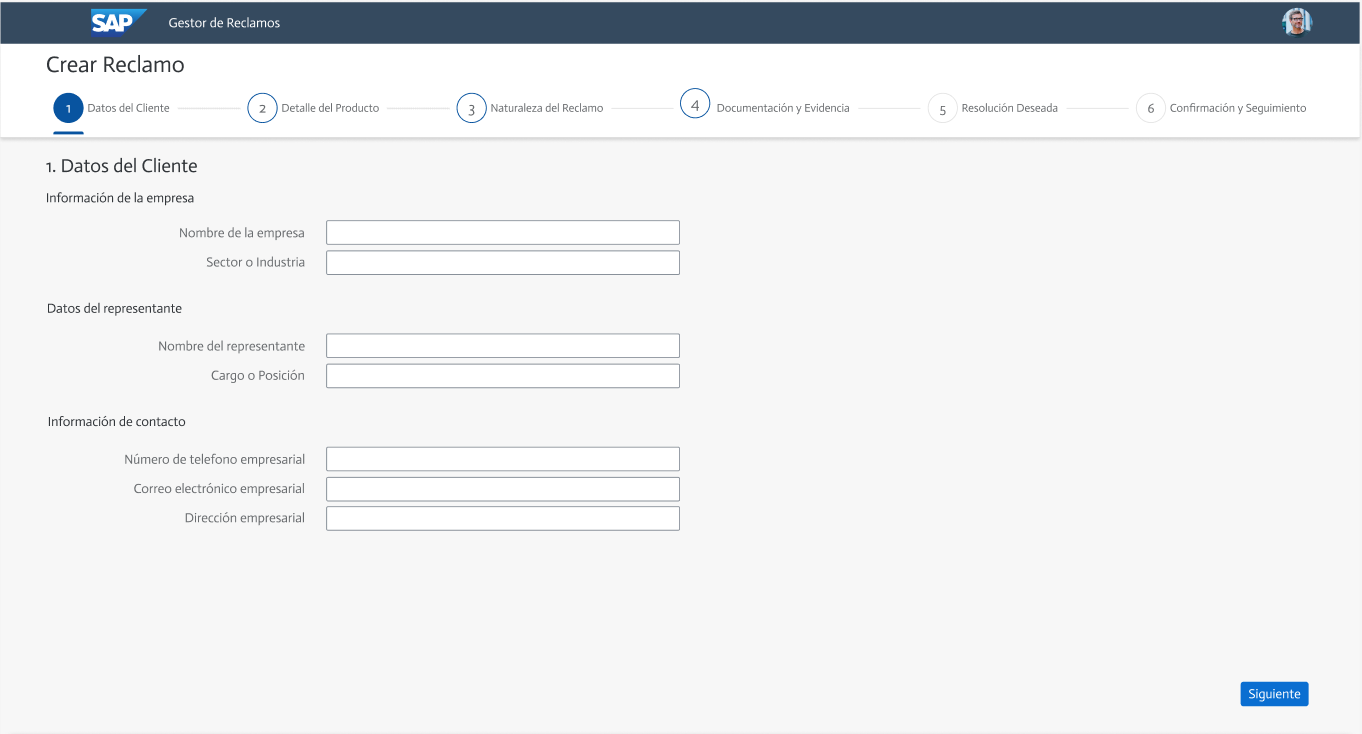 SAP Gestor de Reclamos
Crear Reclamo
1 Datos del Cliente 2 Detalle del Producto 3 Naturaleza del Reclamo 4 Documentación y Evidencia 5 Resolución Deseada 6 Confirmación y Seguimiento
1. Datos del Cliente
Información de la empresa
Nombre de la empresa
Sector o Industria
Datos del representante
Nombre del representante
Cargo o Posición
Información de contacto
Número de telefono empresarial
Correo electrónico empresarial
Dirección empresarial
Siguiente